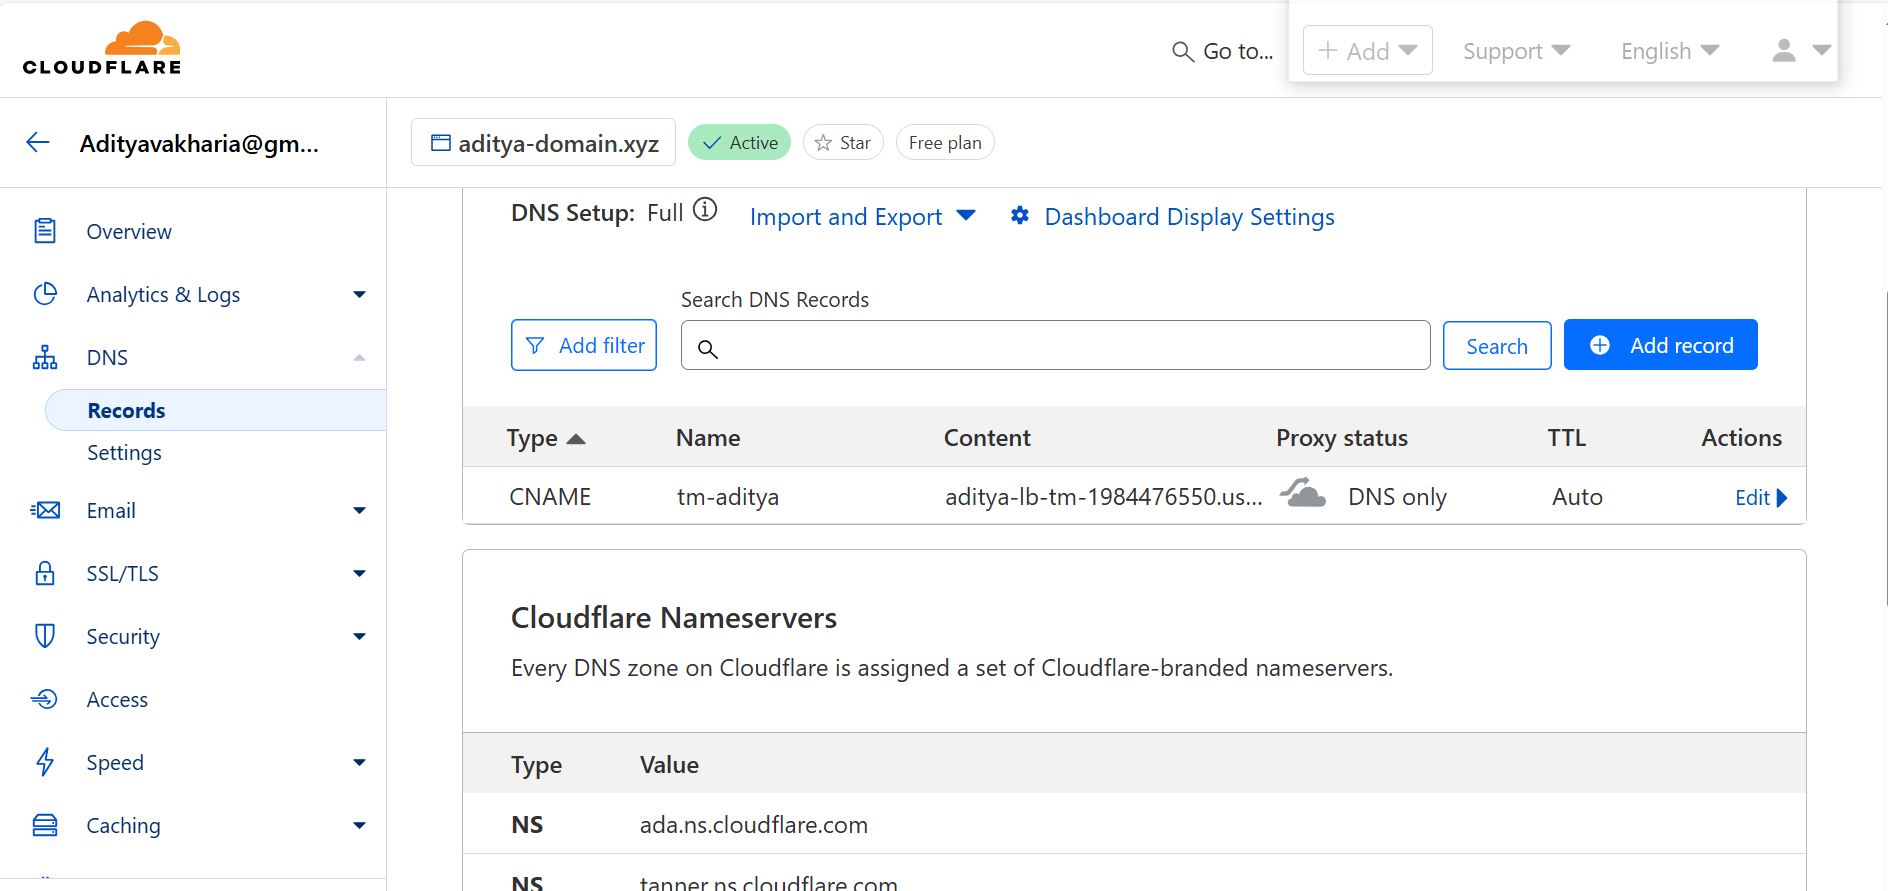 CLOUDFLARE
Go to...
+ Add
Support
English
Adityavakharia@gm...
aditya-domain.xyz
Active
Star
Free plan
Overview
Analytics & Logs
DNS
Records
Settings
Email
SSL/TLS
Security
Access
Speed
Caching
DNS Setup: Full
Import and Export
Dashboard Display Settings
Search DNS Records
Add filter
Search
Add record
Type Name Content Proxy status TTL Actions
CNAME tm-aditya aditya-lb-tm-1984476550.us... DNS only Auto Edit
Cloudflare Nameservers
Every DNS zone on Cloudflare is assigned a set of Cloudflare-branded nameservers.
Type Value
NS ada.ns.cloudflare.com
NS tanner.ns.cloudflare.com